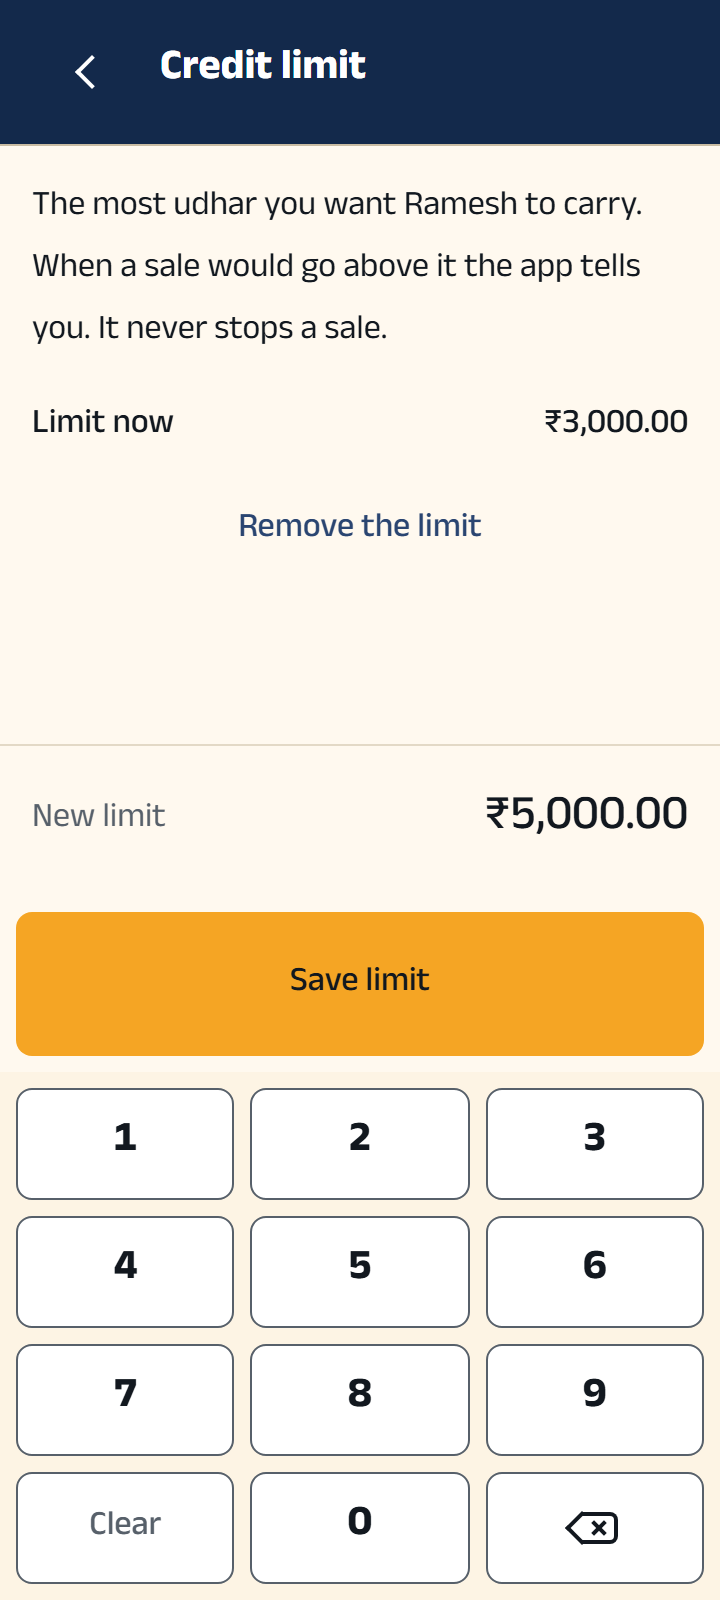 Credit limit
The most udhar you want Ramesh to carry.
When a sale would go above it the app tells
you. It never stops a sale.
Limit now ₹3,000.00
Remove the limit
New limit ₹5,000.00
Save limit
1 2 3
4 5 6
7 8 9
Clear 0